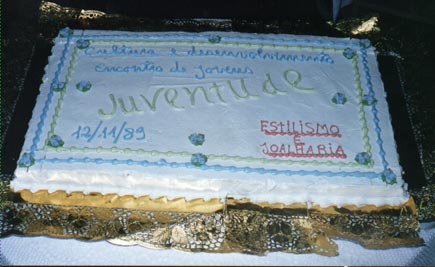 Cultura e desenvolvimento
encontro de jovens
Juventude
12/11/89
ESTILISMO
E
JOALHARIA